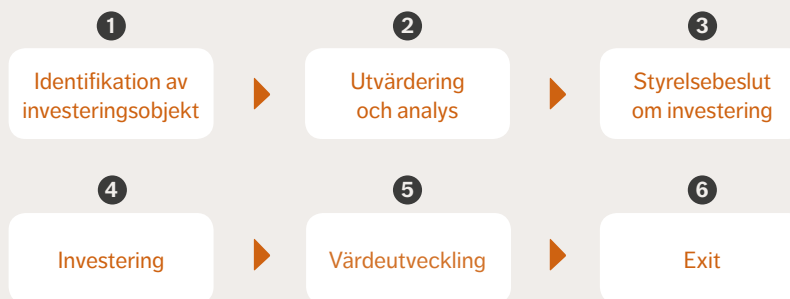 1
Identifikation av
investeringsobjekt
2
Utvärdering
och analys
3
Styrelsebeslut
om investering
4
Investering
5
Värdeutveckling
6
Exit